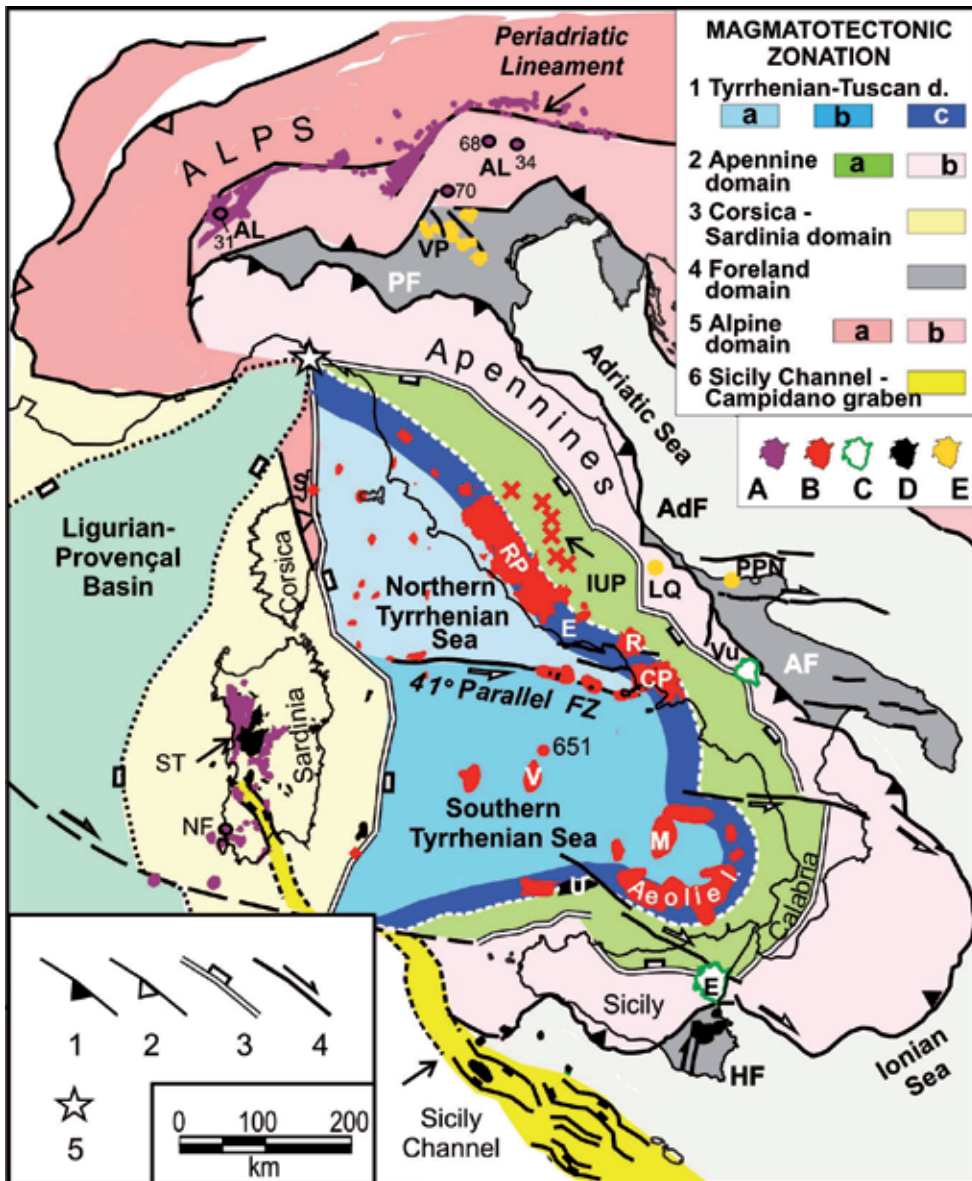 Periadriatic
Lineament
ALPS
68
AL
34
70
31
AL
VP
PF
Apennines
Adriatic Sea
AdF
Ligurian-
Provençal
Basin
Corsica
Northern
Tyrrhenian
Sea
RP
IUP
LQ
PPN
E
R
Vu
AF
CP
41° Parallel FZ
Sardinia
ST
651
V
Southern
Tyrrhenian Sea
NF
M
Aeolie I
U
Calabria
E
Sicily
HF
Ionian
Sea
Sicily
Channel
MAGMATOTECTONIC
ZONATION
1 Tyrrhenian-Tuscan d.
a b c
2 Apennine
domain
a b
3 Corsica -
Sardinia domain
4 Foreland
domain
5 Alpine
domain
a b
6 Sicily Channel -
Campidano graben
A B C D E
1 2 3 4
5
0 100 200
km